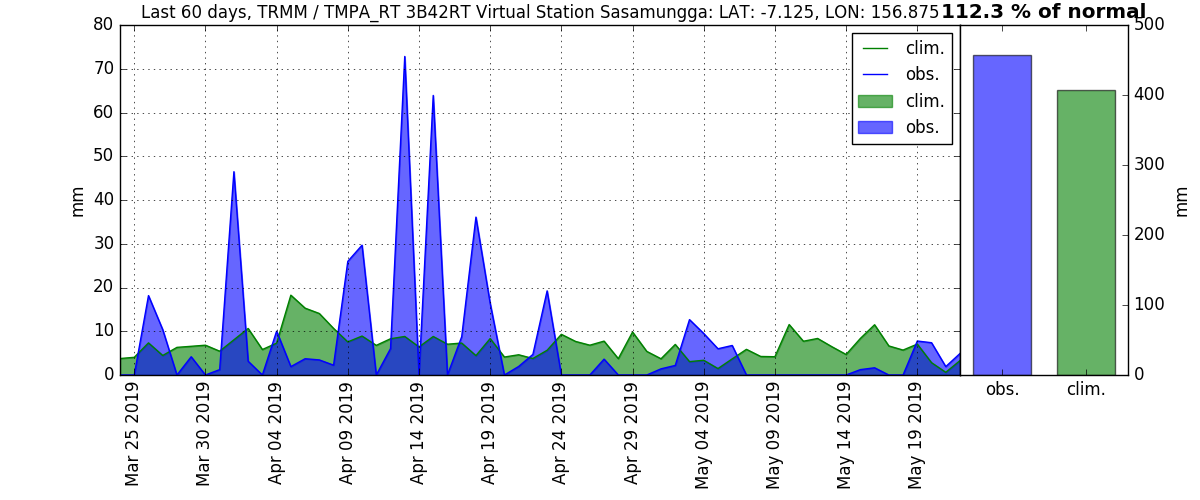 Last 60 days, TRMM / TMPA_RT 3B42RT Virtual Station Sasamungga: LAT: -7.125, LON: 156.875
112.3 % of normal
80
70
60
50
40
30
20
10
0
mm
clim.
obs.
clim.
obs.
Mar 25 2019
Mar 30 2019
Apr 04 2019
Apr 09 2019
Apr 14 2019
Apr 19 2019
Apr 24 2019
Apr 29 2019
May 04 2019
May 09 2019
May 14 2019
May 19 2019
500
400
300
200
100
0
mm
obs.
clim.